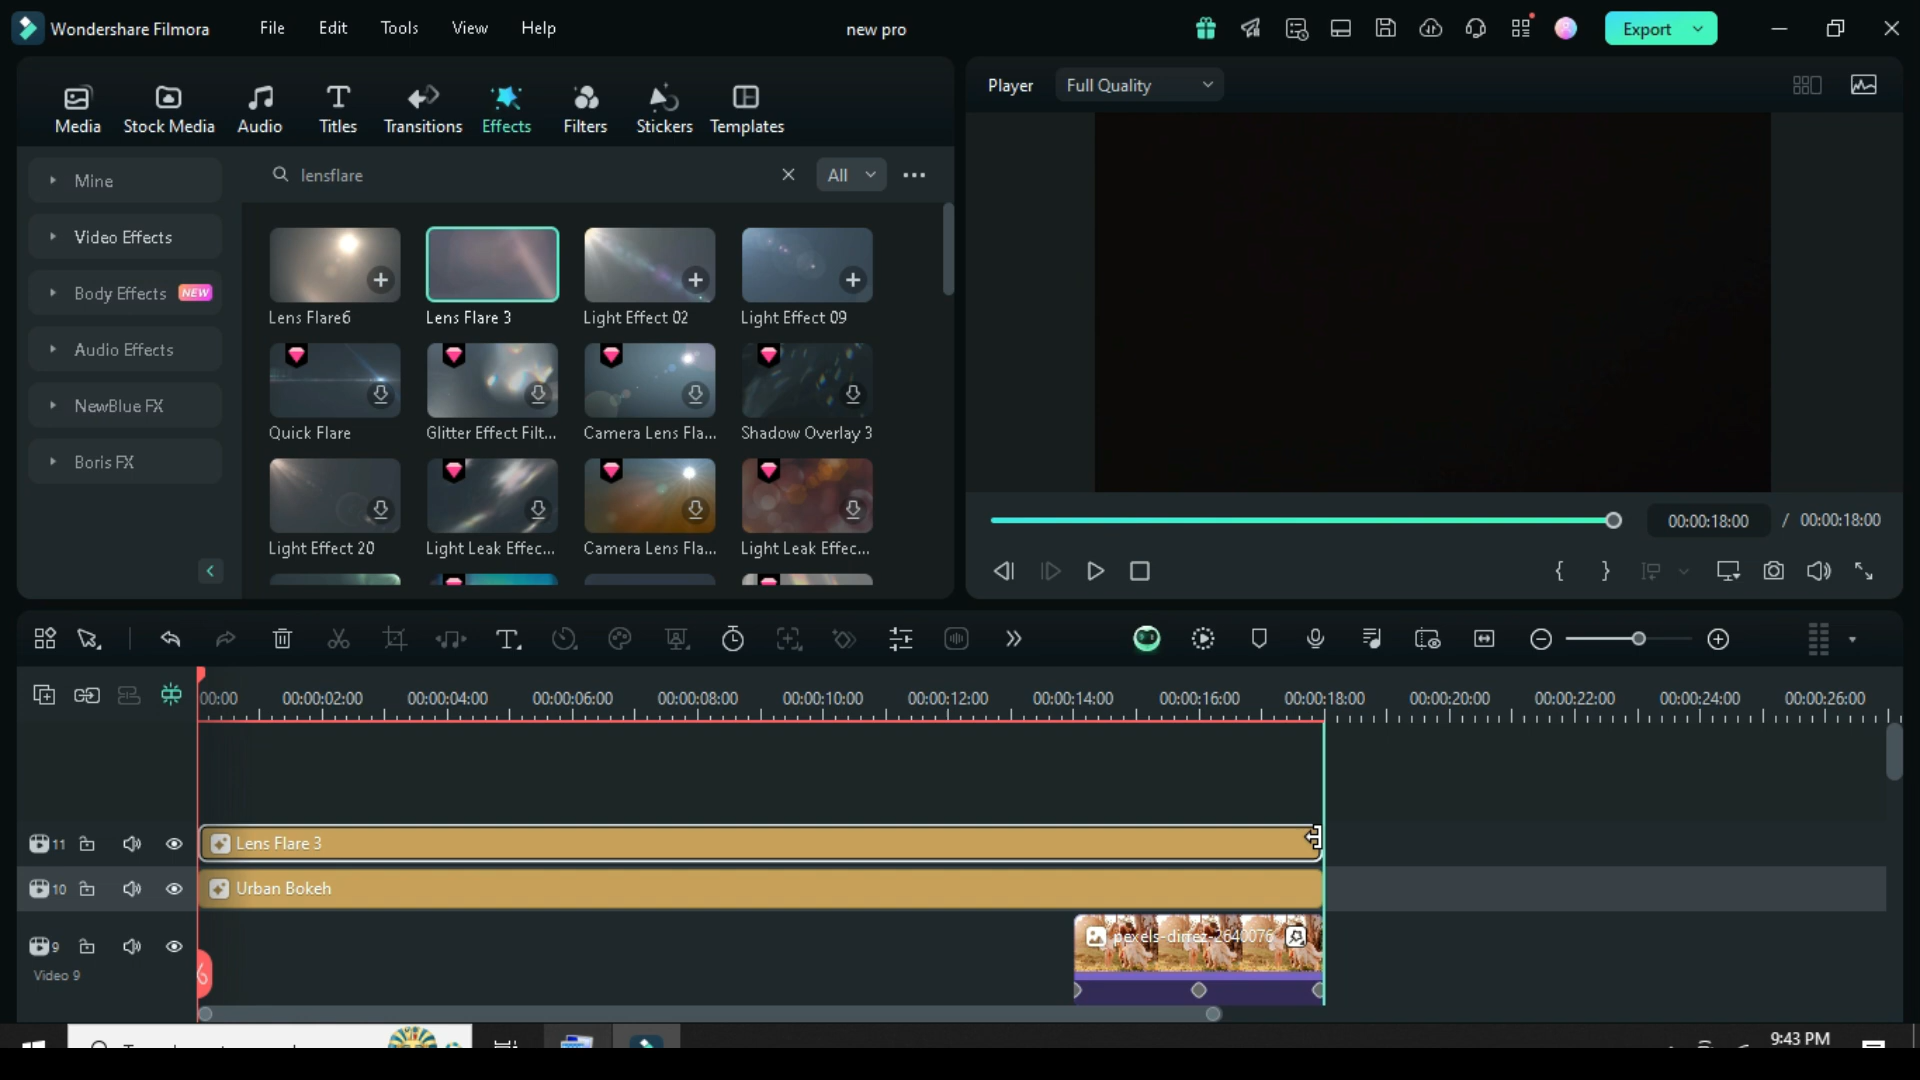 Wondershare Filmora
File
Edit
Tools
View
Help
new pro
Export
Media
Stock Media
Audio
Titles
Transitions
Effects
Filters
Stickers
Templates
Player
Full Quality
Mine
Video Effects
Body Effects NEW
Audio Effects
NewBlue FX
Boris FX
lensflare
All
Lens Flare6
Lens Flare 3
Light Effect 02
Light Effect 09
Quick Flare
Glitter Effect Filt...
Camera Lens Fla...
Shadow Overlay 3
Light Effect 20
Light Leak Effec...
Camera Lens Fla...
Light Leak Effec...
00:00:18:00 / 00:00:18:00
00:00
00:00:02:00
00:00:04:00
00:00:06:00
00:00:08:00
00:00:10:00
00:00:12:00
00:00:14:00
00:00:16:00
00:00:18:00
00:00:20:00
00:00:22:00
00:00:24:00
00:00:26:00
11
Lens Flare 3
10
Urban Bokeh
9
pexels-dirrez-2640076
Video 9
9:43 PM